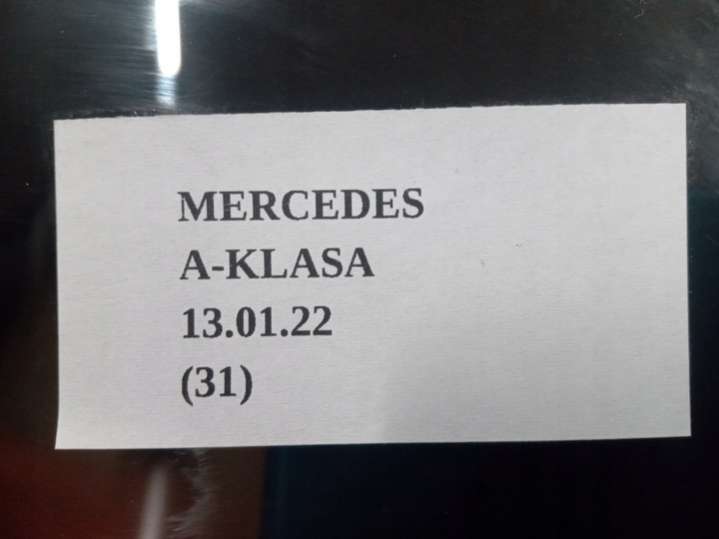 MERCEDES
A-KLASA
13.01.22
(31)